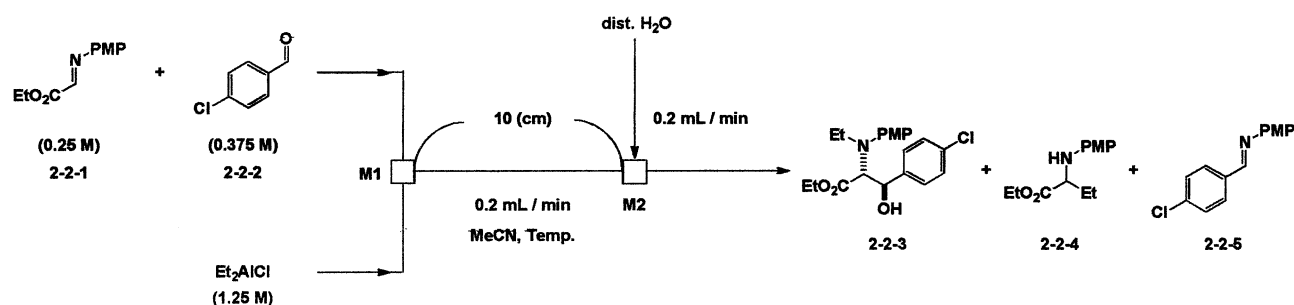 dist. H2O
N PMP
EtO2C
+
O
Cl
(0.25 M)
2-2-1
(0.375 M)
2-2-2
10 (cm)
0.2 mL / min
M1
M2
0.2 mL / min
MeCN, Temp.
Et2AlCl
(1.25 M)
Et N PMP Cl
EtO2C
OH
2-2-3
+
HN PMP
EtO2C Et
2-2-4
+
N PMP
Cl
2-2-5